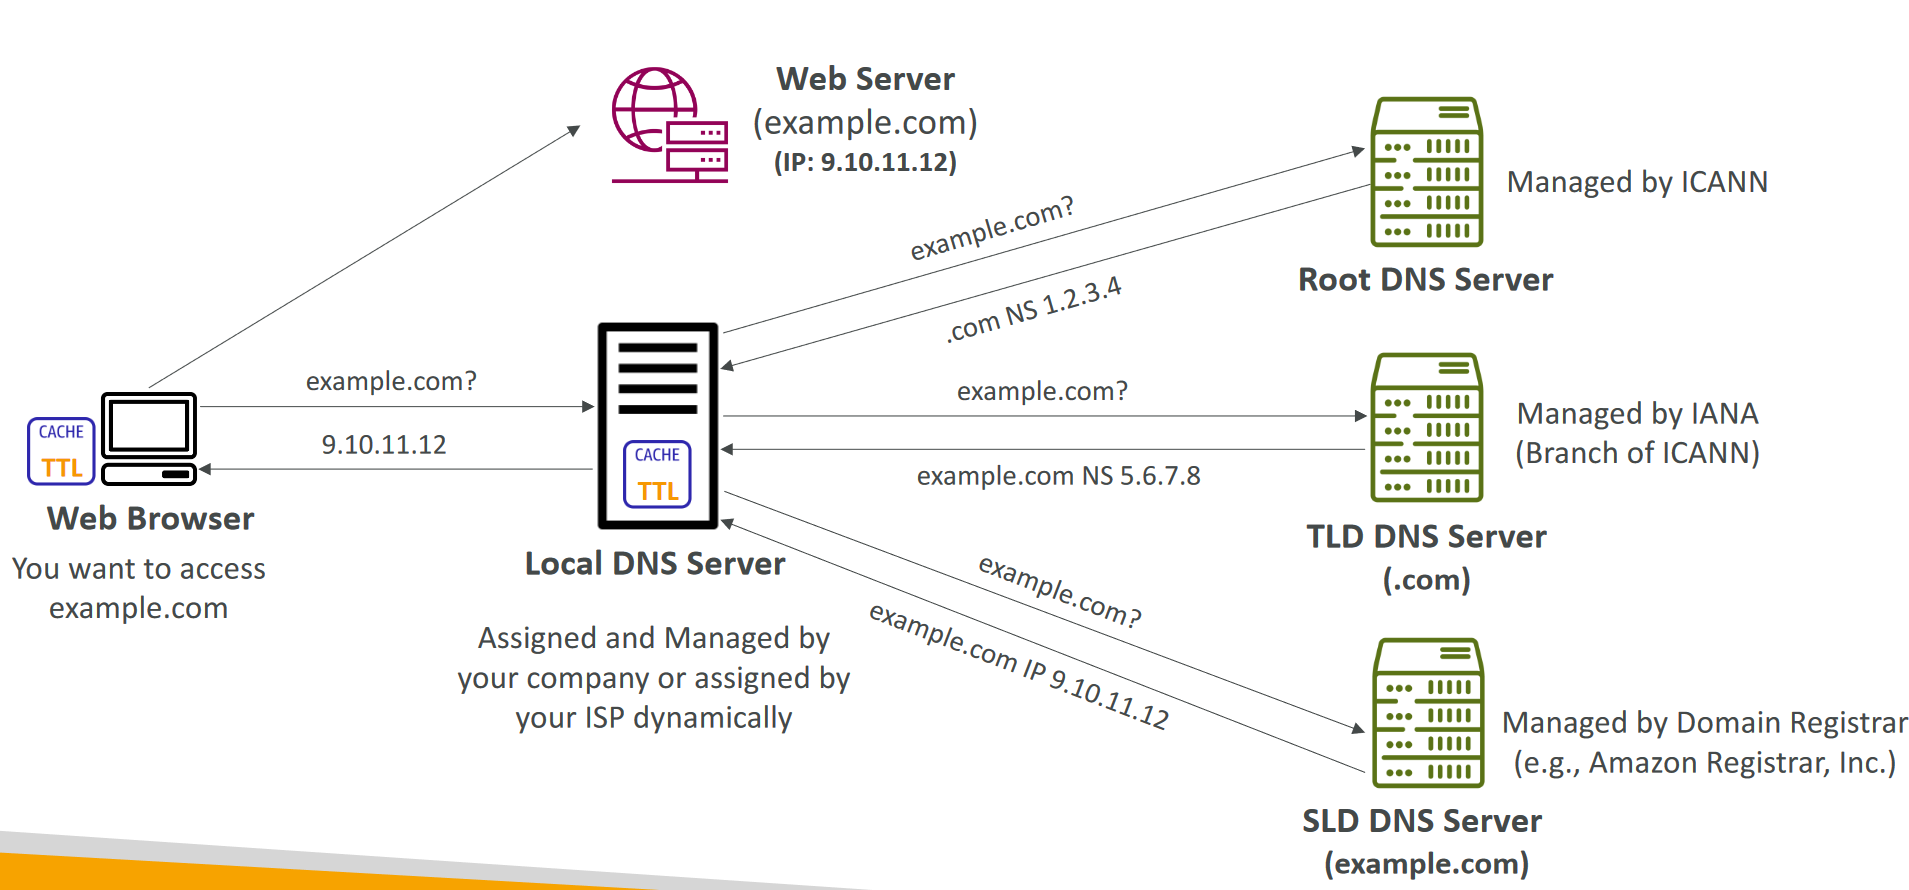 Web Server
(example.com)
(IP: 9.10.11.12)
Managed by ICANN
example.com?
.com NS 1.2.3.4
Root DNS Server
example.com?
9.10.11.12
CACHE
TTL
Web Browser
You want to access
example.com
CACHE
TTL
Local DNS Server
Assigned and Managed by
your company or assigned by
your ISP dynamically
example.com?
example.com NS 5.6.7.8
Managed by IANA
(Branch of ICANN)
TLD DNS Server
(.com)
example.com?
example.com IP 9.10.11.12
Managed by Domain Registrar
(e.g., Amazon Registrar, Inc.)
SLD DNS Server
(example.com)